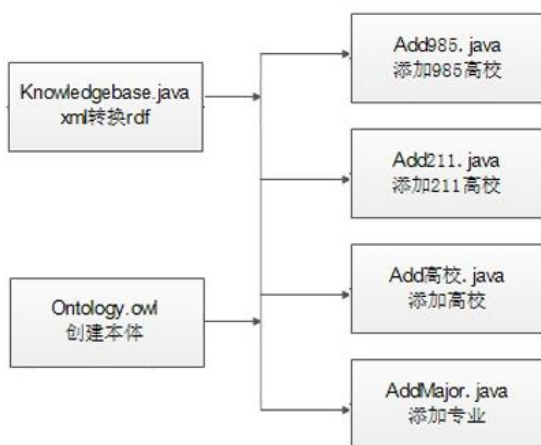 Knowledgebase.java
xml转换rdf
Ontology.owl
创建本体
Add985. java
添加985高校
Add211. java
添加211高校
Add高校. java
添加高校
AddMajor. java
添加专业